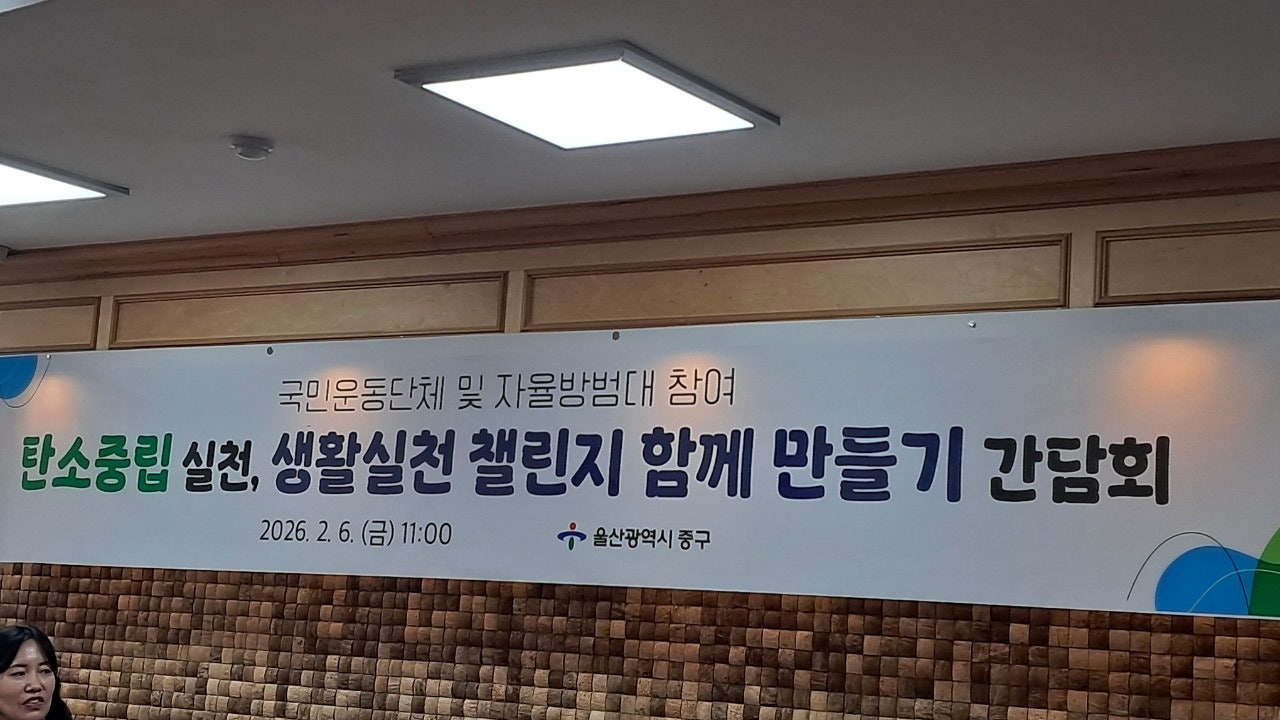 국민운동단체 및 자율방범대 참여
탄소중립 실천, 생활실천 챌린지 함께 만들기 간담회
2026. 2. 6. (금) 11:00 울산광역시 중구